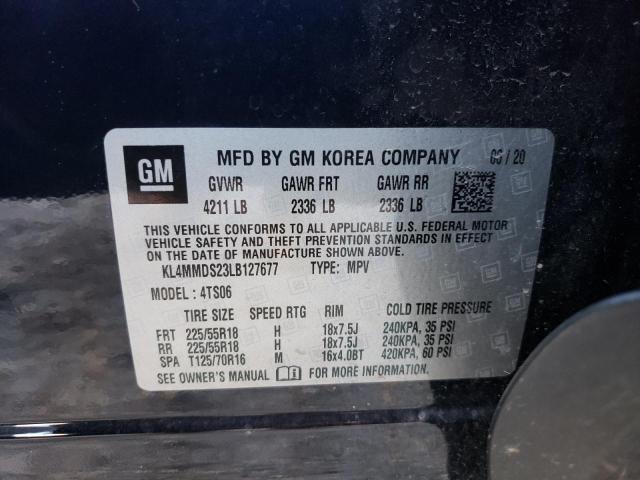 GM MFD BY GM KOREA COMPANY 06/20
GVWR GAWR FRT GAWR RR
4211 LB 2336 LB 2336 LB
THIS VEHICLE CONFORMS TO ALL APPLICABLE U.S. FEDERAL MOTOR
VEHICLE SAFETY AND THEFT PREVENTION STANDARDS IN EFFECT
ON THE DATE OF MANUFACTURE SHOWN ABOVE.
KL4MMDS23LB127677 TYPE: MPV
MODEL: 4TS06
TIRE SIZE SPEED RTG RIM COLD TIRE PRESSURE
FRT 225/55R18 H 18x7.5J 240KPA, 35 PSI
RR 225/55R18 H 18x7.5J 240KPA, 35 PSI
SPA T125/70R16 M 16x4.0BT 420KPA, 60 PSI
SEE OWNER'S MANUAL FOR MORE INFORMATION.